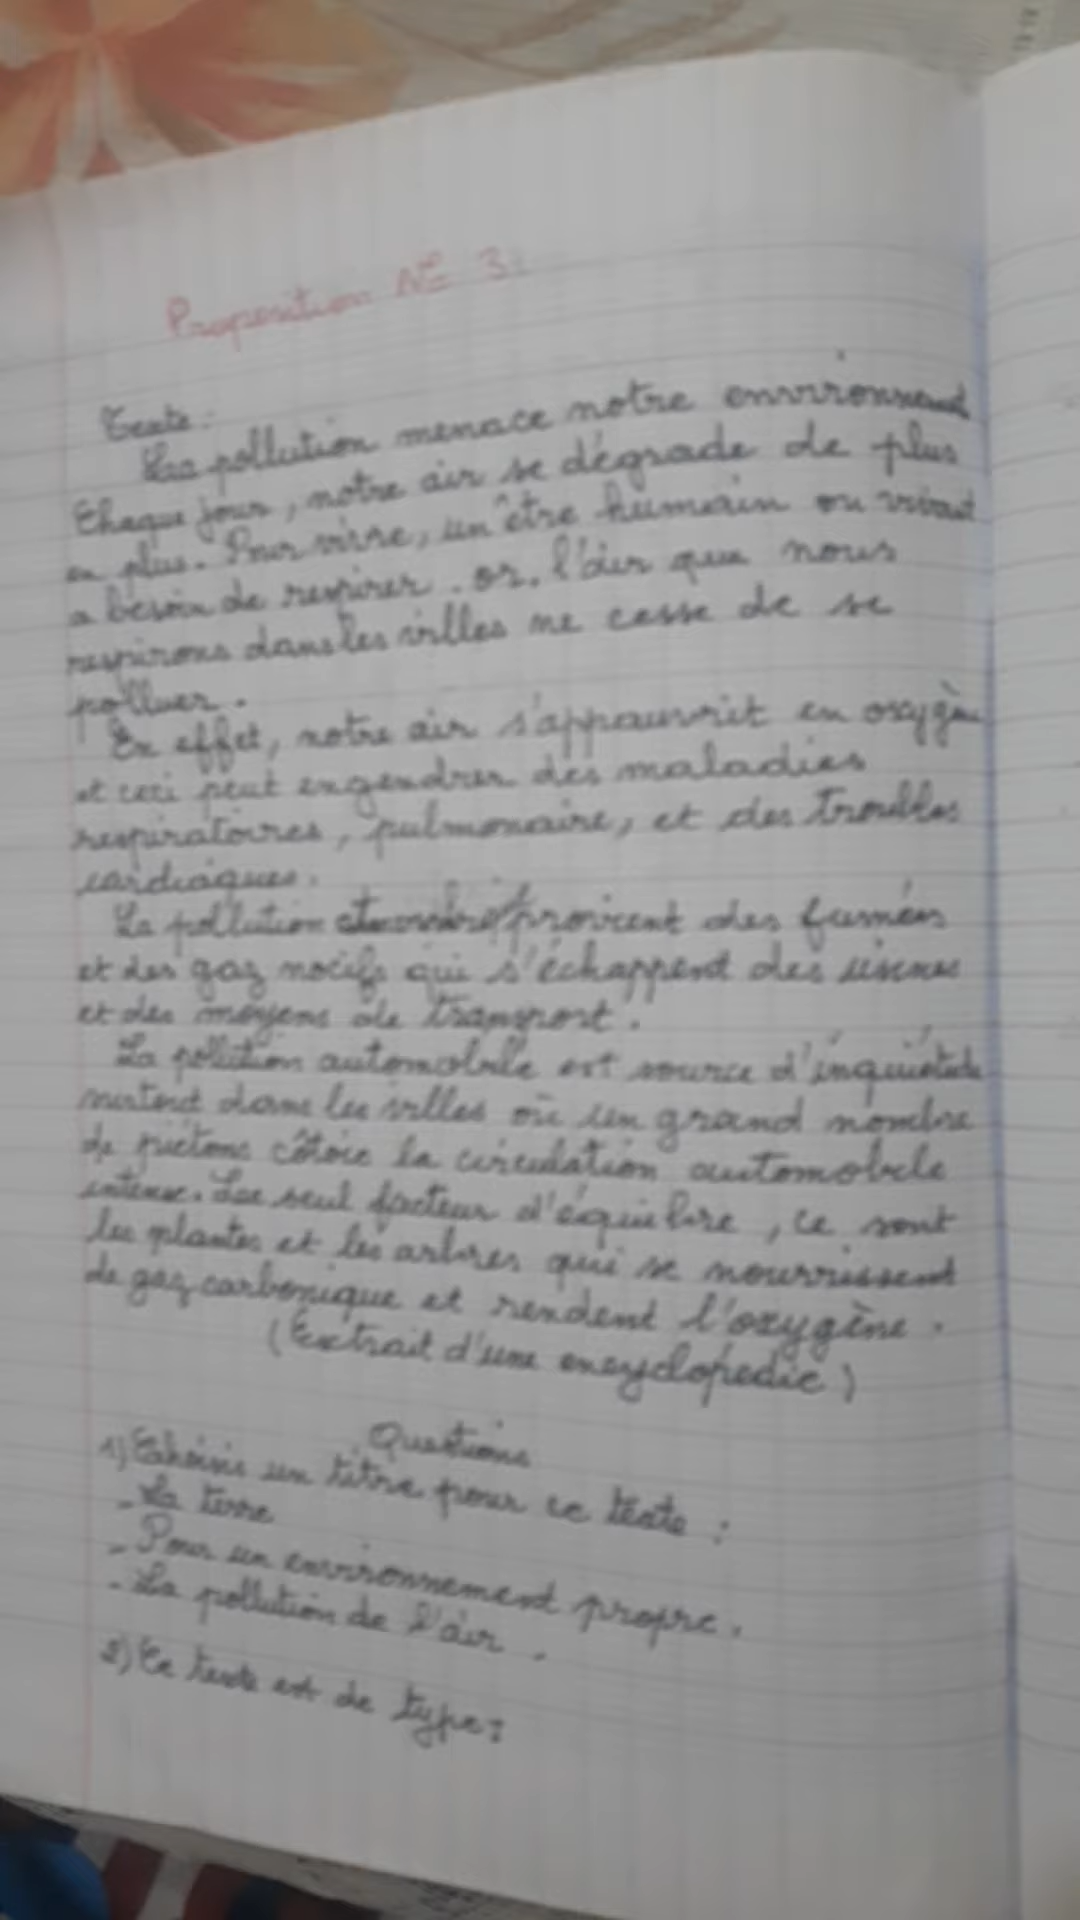 Proposition N° 3:
Texte:
La pollution menace notre environnement
Chaque jour, notre air se dégrade de plus
en plus. Pour vivre, un être humain ou vivant
a besoin de respirer. or. l'air que nous
respirons dans les villes ne cesse de se
polluer.
En effet, notre air s'appauvrit en oxygène
et ceci peut engendrer des maladies
respiratoires, pulmonaire, et des troubles
cardiaques.
La pollution provient des fumées
et des gaz nocifs qui s'échappent des usines
et des moyens de transport.
La pollution automobile est source d'inquiétude
surtout dans les villes où un grand nombre
de piétons côtoie la circulation automobile
intense. Le seul facteur d'équilibre, ce sont
les plantes et les arbres qui se nourrissent
de gaz carbonique et rendent l'oxygène.
(Extrait d'une encyclopédie)
Questions
1) Choisis un titre pour ce texte :
- La terre
- Pour un environnement propre.
- La pollution de l'air.
2) Ce texte est de type :